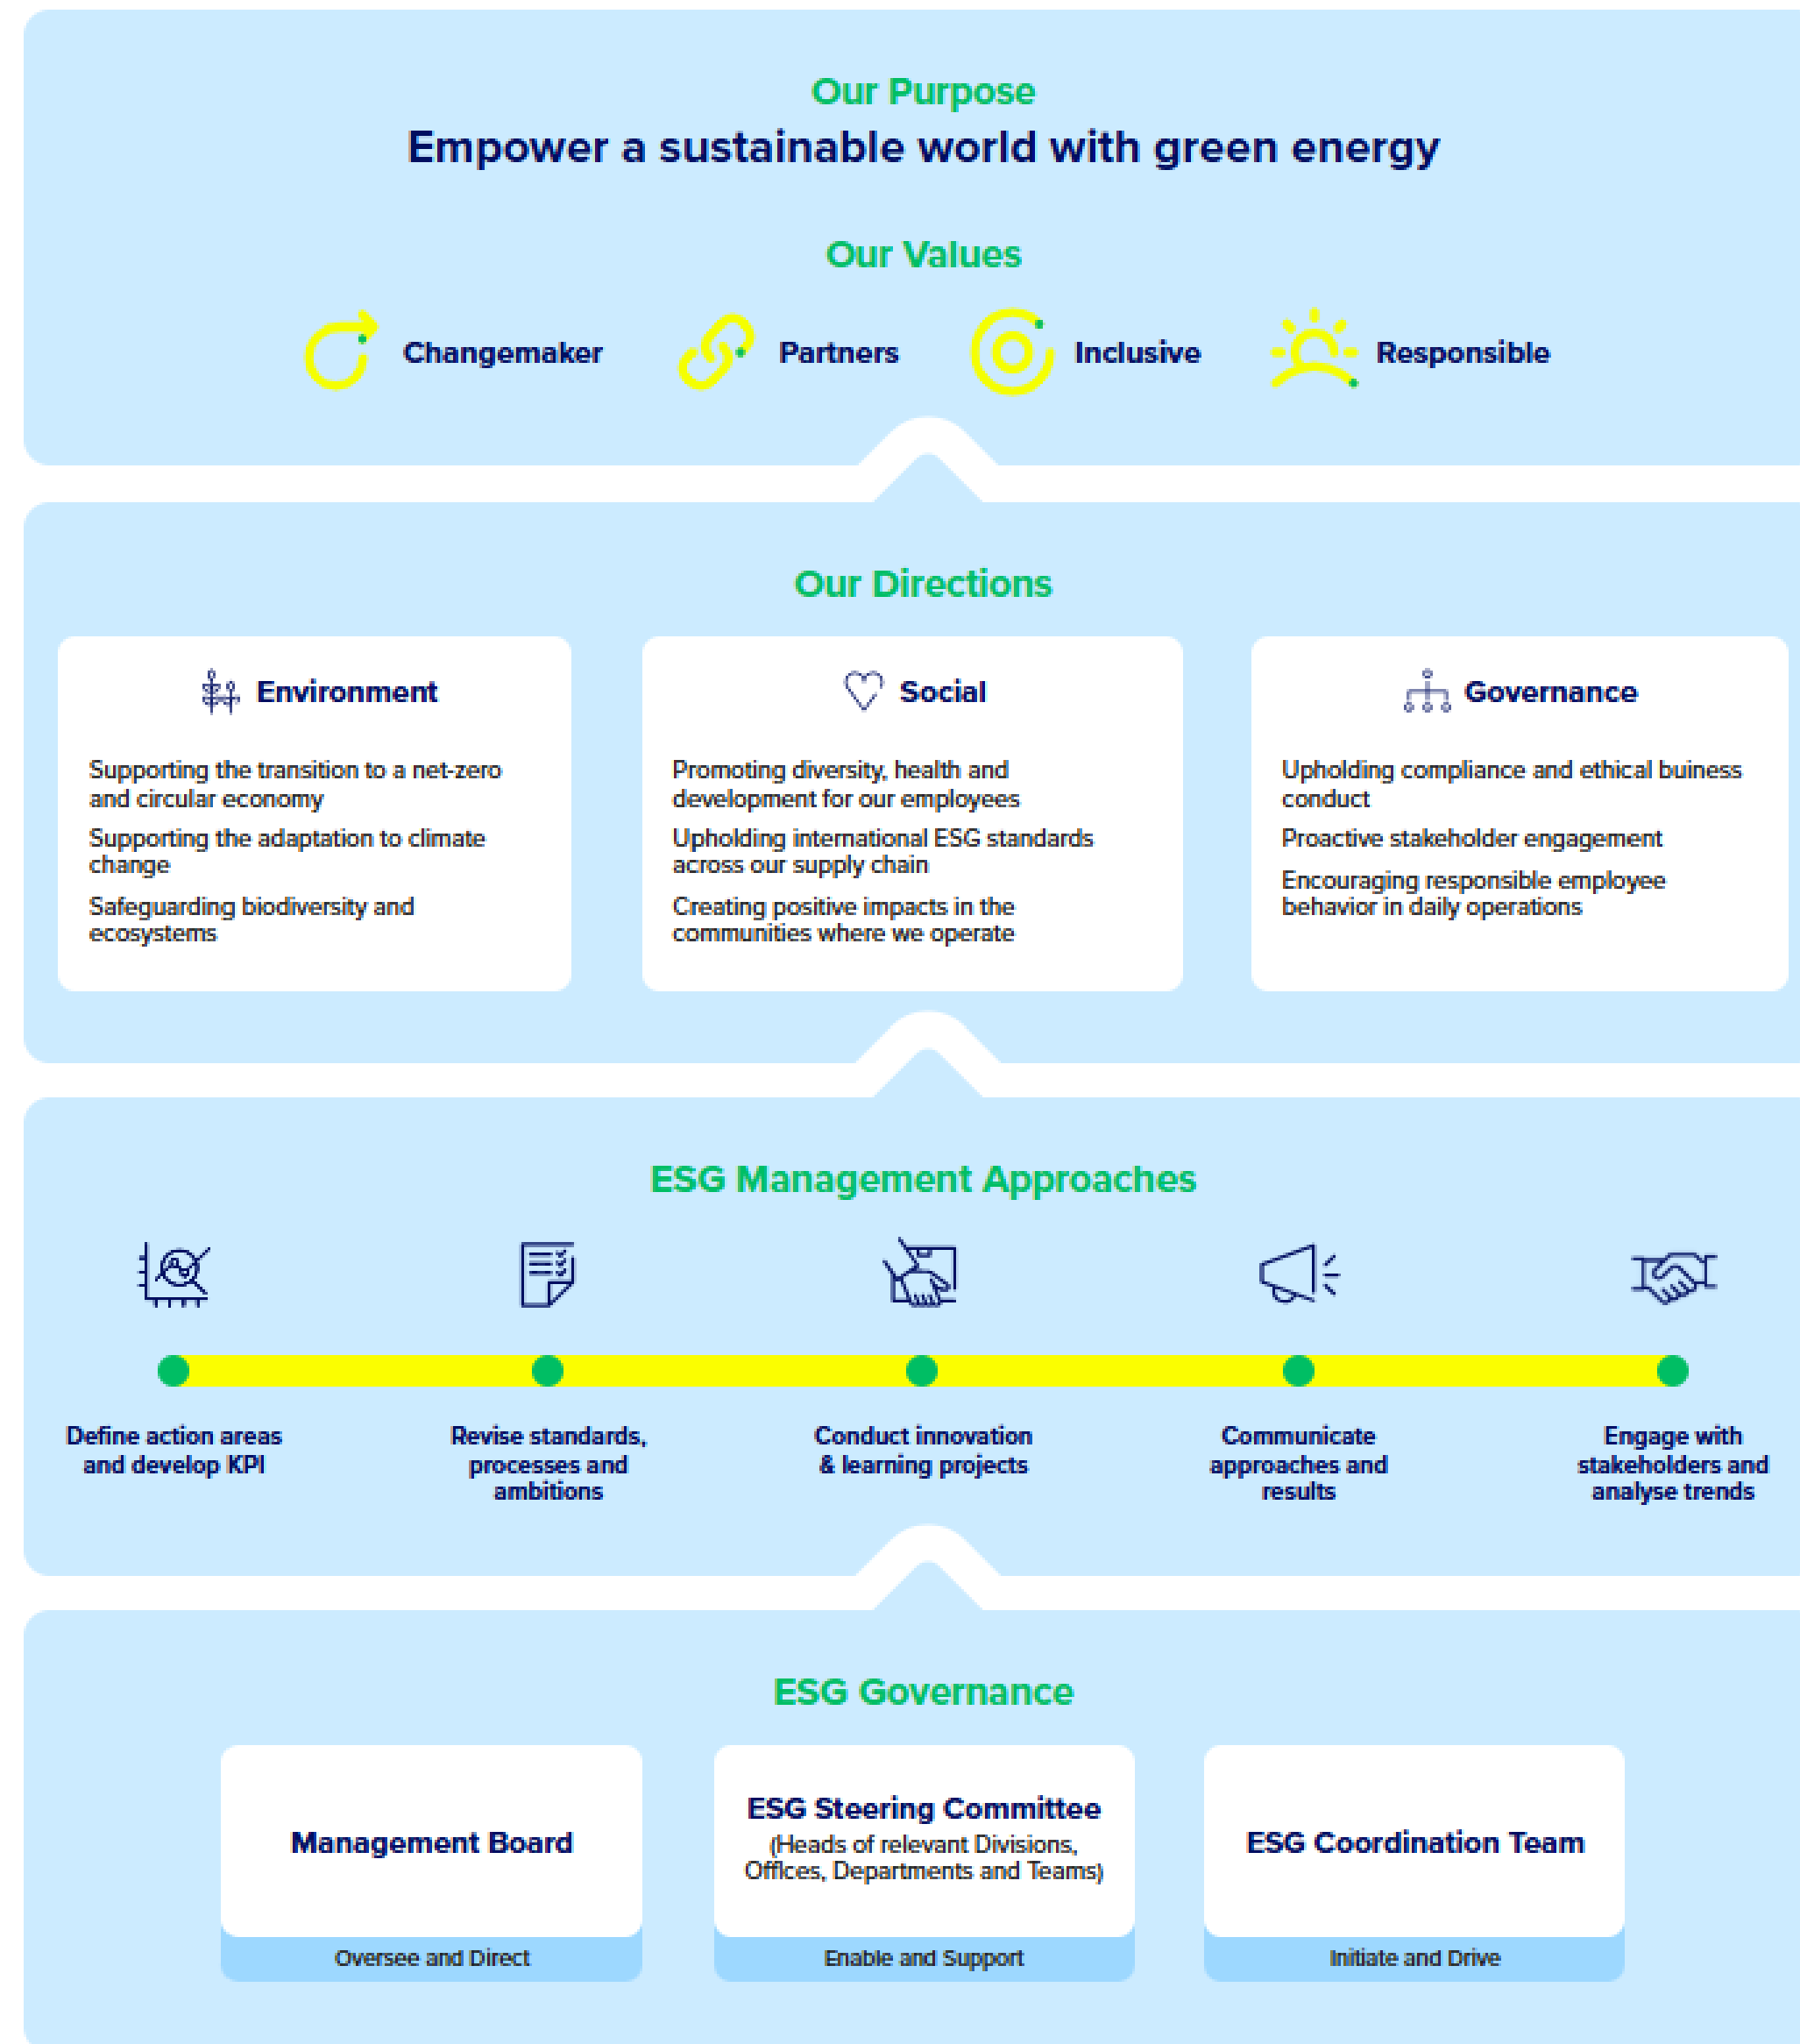 Our Purpose
Empower a sustainable world with green energy
Our Values
Changemaker
Partners
Inclusive
Responsible
Our Directions
Environment
Supporting the transition to a net-zero
and circular economy
Supporting the adaptation to climate
change
Safeguarding biodiversity and
ecosystems
Social
Promoting diversity, health and
development for our employees
Upholding international ESG standards
across our supply chain
Creating positive impacts in the
communities where we operate
Governance
Upholding compliance and ethical buiness
conduct
Proactive stakeholder engagement
Encouraging responsible employee
behavior in daily operations
ESG Management Approaches
Define action areas
and develop KPI
Revise standards,
processes and
ambitions
Conduct innovation
& learning projects
Communicate
approaches and
results
Engage with
stakeholders and
analyse trends
ESG Governance
Management Board
Oversee and Direct
ESG Steering Committee
(Heads of relevant Divisions,
Offices, Departments and Teams)
Enable and Support
ESG Coordination Team
Initiate and Drive